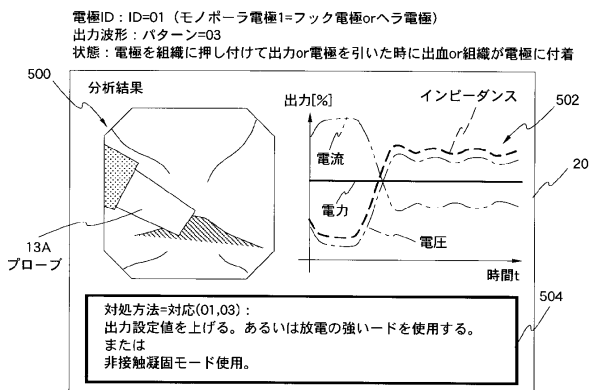 電極ID：ID=01（モノポーラ電極1=フック電極orヘラ電極）
出力波形：パターン=03
状態：電極を組織に押し付けて出力or電極を引いた時に出血or組織が電極に付着
500
分析結果
出力[%]
インピーダンス
502
電流
20
電力
電圧
13A
プローブ
時間t
504
対処方法=対応(01,03)：
出力設定値を上げる。あるいは放電の強いードを使用する。
または
非接触凝固モード使用。